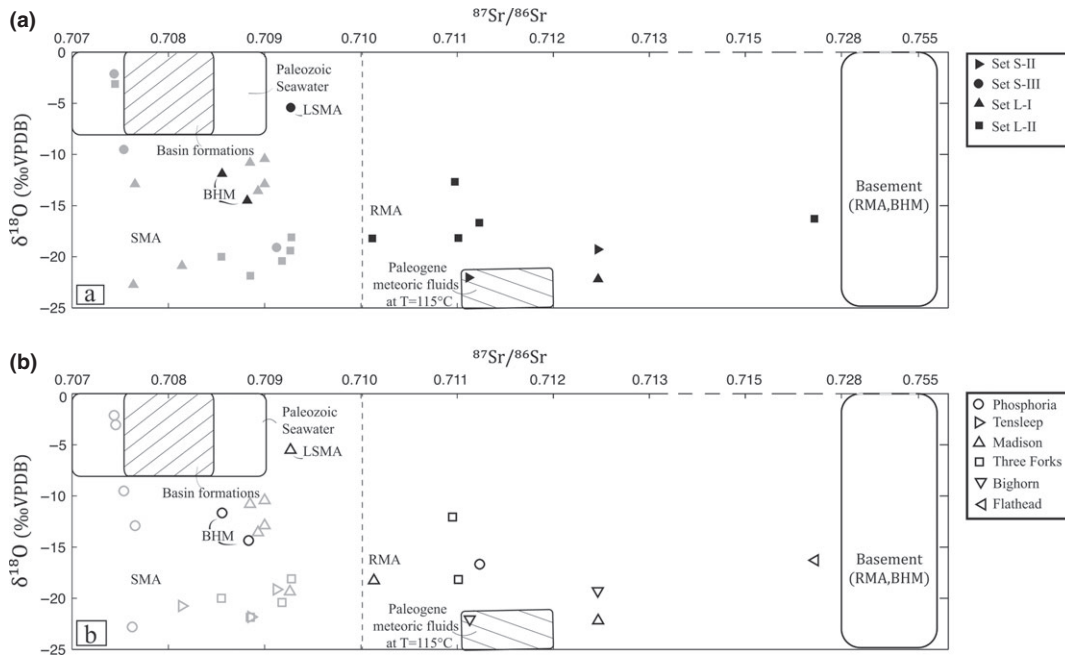 (a)
⁸⁷Sr/⁸⁶Sr
0.707 0.708 0.709 0.710 0.711 0.712 0.713 0.715 0.728 0.755
0
−5
−10
−15
−20
−25
δ¹⁸O (‰VPDB)
Paleozoic
Seawater
LSMA
Basin formations
BHM
SMA
RMA
Paleogene
meteoric fluids
at T=115°C
Basement
(RMA,BHM)
a
Set S-II
Set S-III
Set L-I
Set L-II
(b)
⁸⁷Sr/⁸⁶Sr
0.707 0.708 0.709 0.710 0.711 0.712 0.713 0.715 0.728 0.755
0
−5
−10
−15
−20
−25
δ¹⁸O (‰VPDB)
Paleozoic
Seawater
LSMA
Basin formations
BHM
SMA
RMA
Paleogene
meteoric fluids
at T=115°C
Basement
(RMA,BHM)
b
Phosphoria
Tensleep
Madison
Three Forks
Bighorn
Flathead